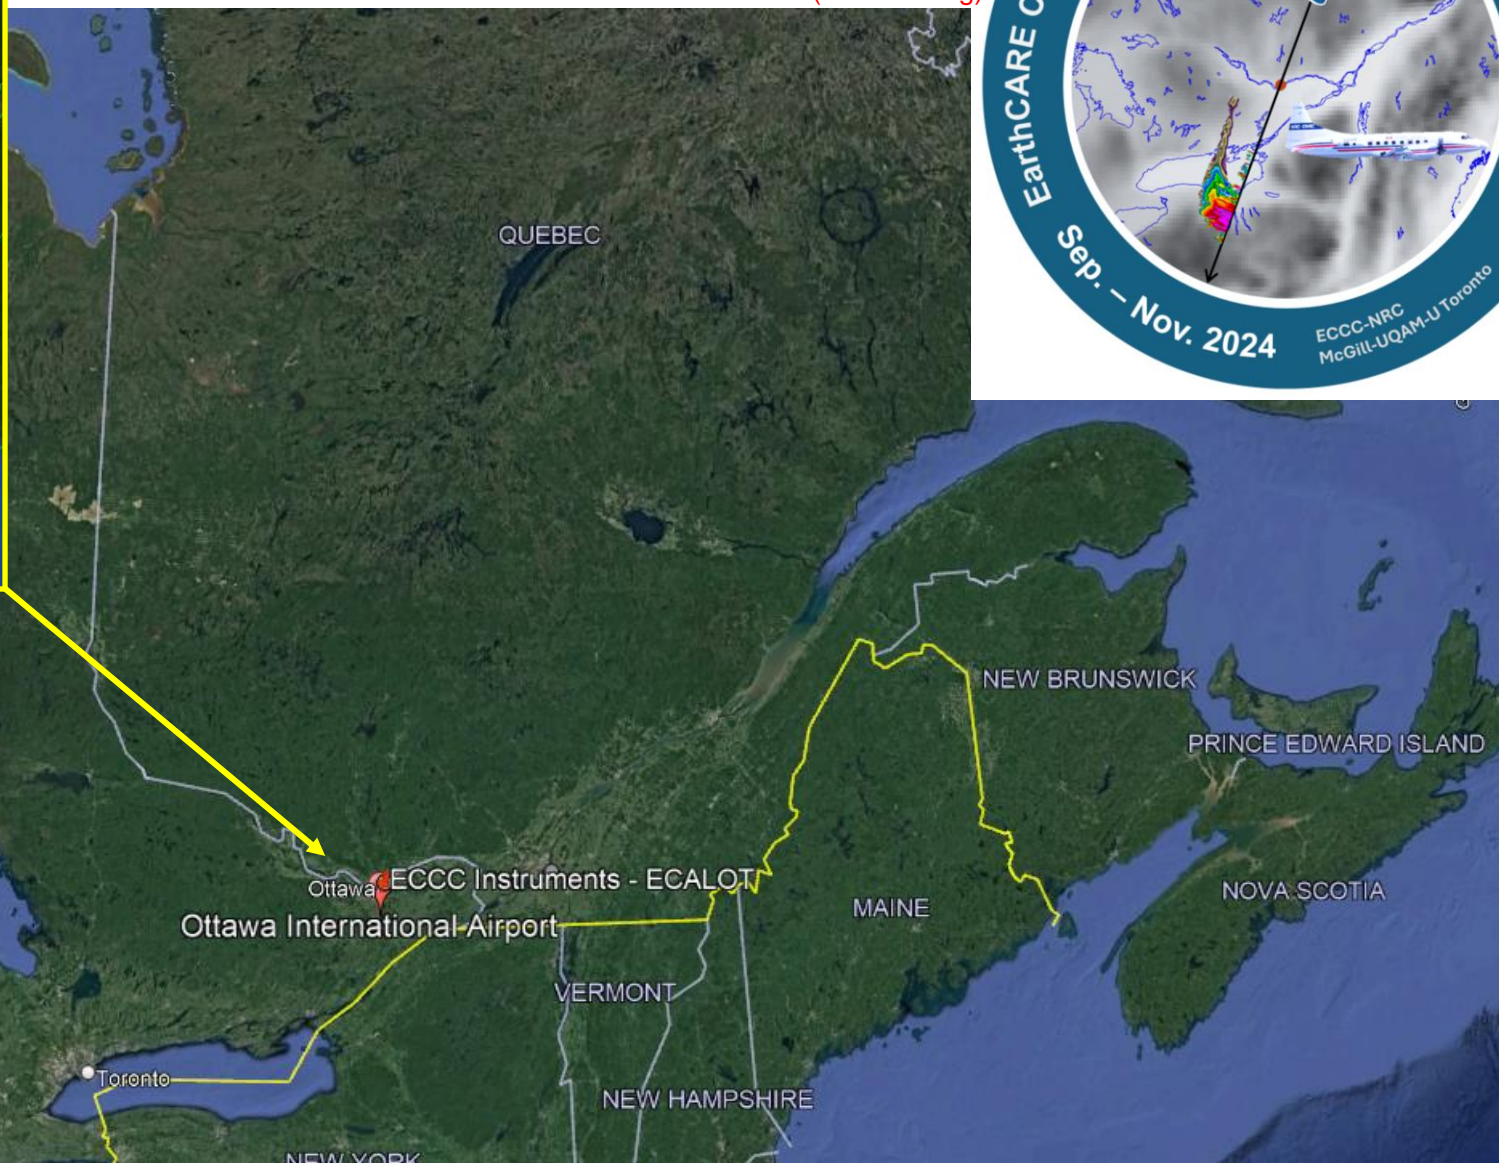 g)
EarthCARE
Sep. – Nov. 2024
ECCC-NRC
McGill-UQAM-U Toronto
QUEBEC
NEW BRUNSWICK
PRINCE EDWARD ISLAND
ECCC Instruments - ECALOT
Ottawa
NOVA SCOTIA
MAINE
Ottawa International Airport
VERMONT
Toronto
NEW HAMPSHIRE
NEW YORK